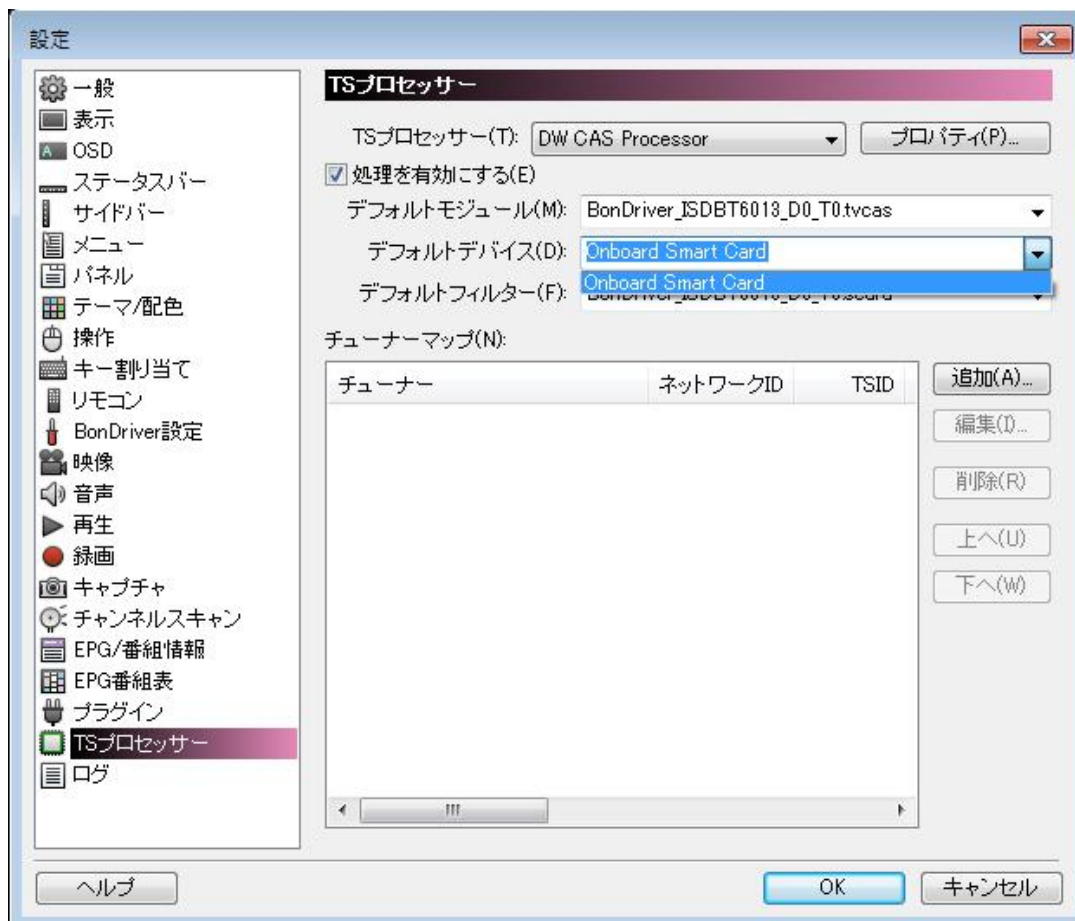 設定
一般
表示
OSD
ステータスバー
サイドバー
メニュー
パネル
テーマ/配色
操作
キー割り当て
リモコン
BonDriver設定
映像
音声
再生
録画
キャプチャ
チャンネルスキャン
EPG/番組情報
EPG番組表
プラグイン
TSプロセッサー
ログ
TSプロセッサー
TSプロセッサー(T): DW CAS Processor プロパティ(P)...
処理を有効にする(E)
デフォルトモジュール(M): BonDriver_ISDBT6013_D0_T0.tvcas
デフォルトデバイス(D): Onboard Smart Card
Onboard Smart Card
デフォルトフィルター(F):
チューナーマップ(N):
チューナー ネットワークID TSID
追加(A)...
編集(I)...
削除(R)
上へ(U)
下へ(W)
ヘルプ OK キャンセル